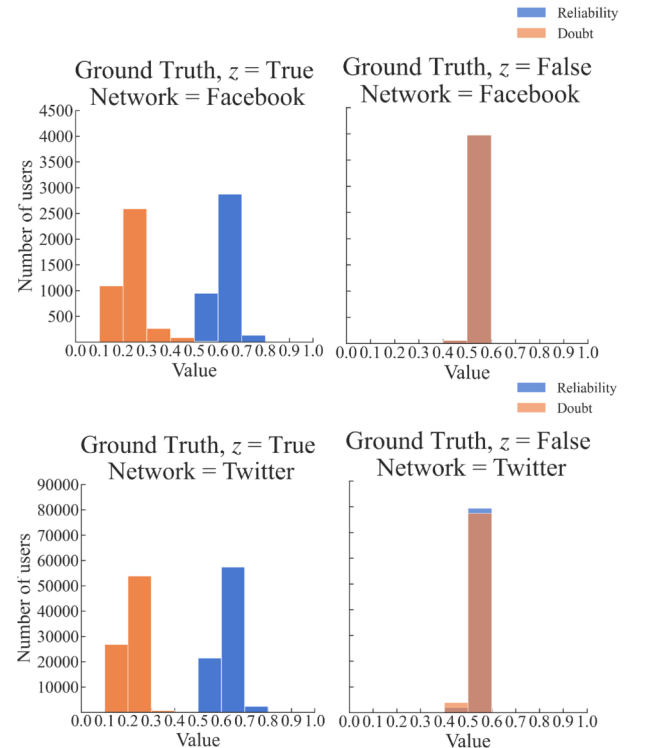 Reliability
Doubt
Ground Truth, z = True
Network = Facebook
Ground Truth, z = False
Network = Facebook
4500
4000
3500
3000
2500
2000
1500
1000
500
Number of users
0.0 0.1 0.2 0.3 0.4 0.5 0.6 0.7 0.8 0.9 1.0
Value
0.0 0.1 0.2 0.3 0.4 0.5 0.6 0.7 0.8 0.9 1.0
Value
Reliability
Doubt
Ground Truth, z = True
Network = Twitter
Ground Truth, z = False
Network = Twitter
90000
80000
70000
60000
50000
40000
30000
20000
10000
Number of users
0.0 0.1 0.2 0.3 0.4 0.5 0.6 0.7 0.8 0.9 1.0
Value
0.0 0.1 0.2 0.3 0.4 0.5 0.6 0.7 0.8 0.9 1.0
Value